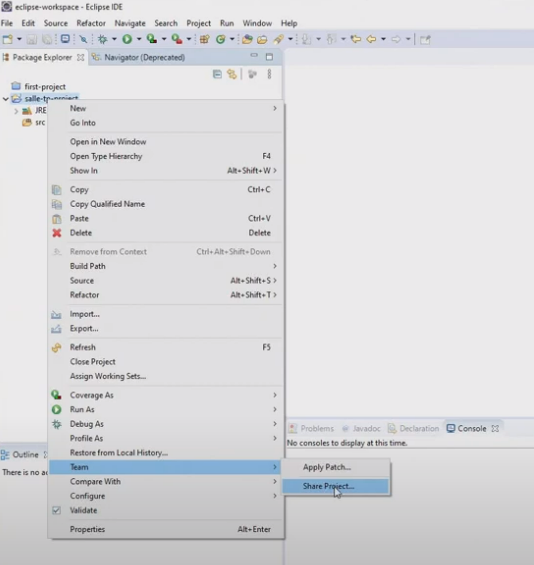 eclipse-workspace - Eclipse IDE
File Edit Source Refactor Navigate Search Project Run Window Help
Package Explorer Navigator (Deprecated)
first-project
salle-tp-project
JRE
src
New
Go Into
Open in New Window
Open Type Hierarchy F4
Show In Alt+Shift+W >
Copy Ctrl+C
Copy Qualified Name
Paste Ctrl+V
Delete Delete
Remove from Context Ctrl+Alt+Shift+Down
Build Path
Source Alt+Shift+S >
Refactor Alt+Shift+T >
Import...
Export...
Refresh F5
Close Project
Assign Working Sets...
Coverage As
Run As
Debug As
Profile As
Restore from Local History...
Team
Compare With
Configure
Validate
Properties Alt+Enter
Apply Patch...
Share Project...
Problems Javadoc Declaration Console
No consoles to display at this time.
Outline
There is no ac